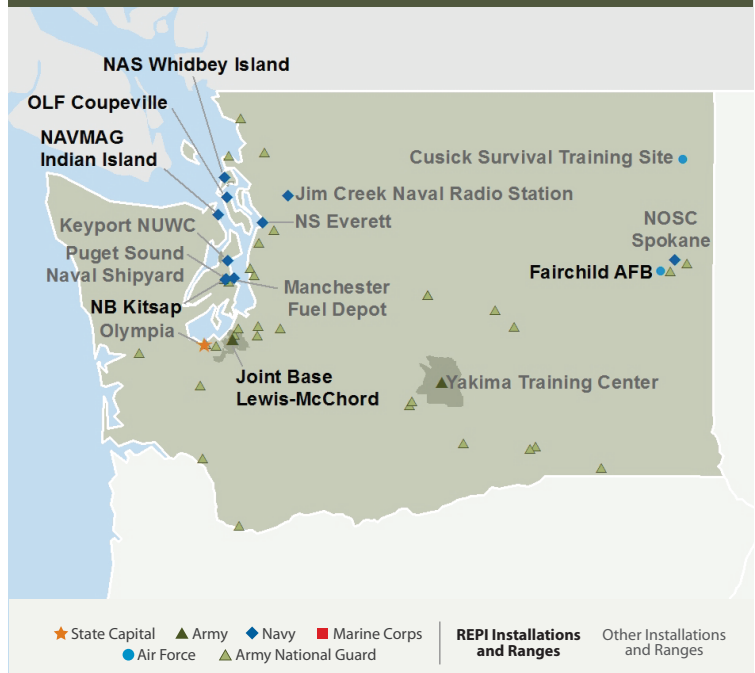 NAS Whidbey Island
OLF Coupeville
NAVMAG
Indian Island
Cusick Survival Training Site
Jim Creek Naval Radio Station
Keyport NUWC
NS Everett
NOSC
Spokane
Puget Sound
Naval Shipyard
Fairchild AFB
Manchester
Fuel Depot
NB Kitsap
Olympia
Joint Base
Lewis-McChord
Yakima Training Center
State Capital
Army
Navy
Marine Corps
Air Force
Army National Guard
REPI Installations
and Ranges
Other Installations
and Ranges